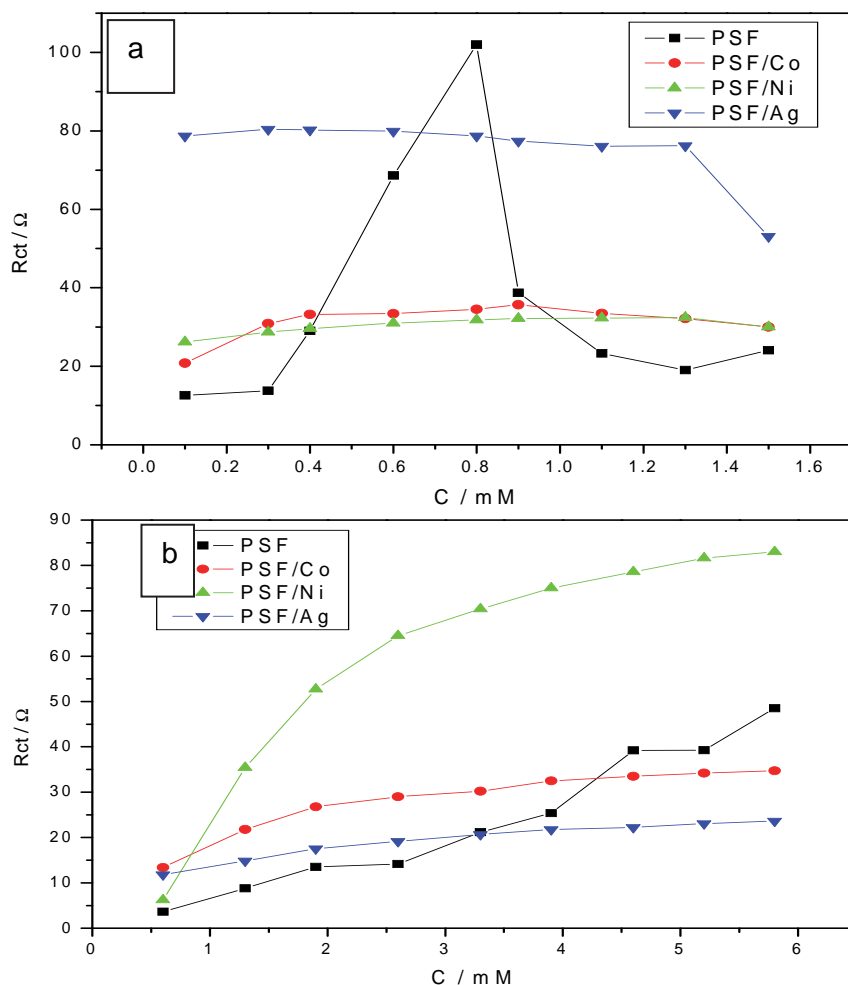 a
PSF
PSF/Co
PSF/Ni
PSF/Ag
100
80
60
40
20
0
Rct / Ω
0.0 0.2 0.4 0.6 0.8 1.0 1.2 1.4 1.6
C / mM
b
PSF
PSF/Co
PSF/Ni
PSF/Ag
90
80
70
60
50
40
30
20
10
0
Rct / Ω
0 1 2 3 4 5 6
C / mM